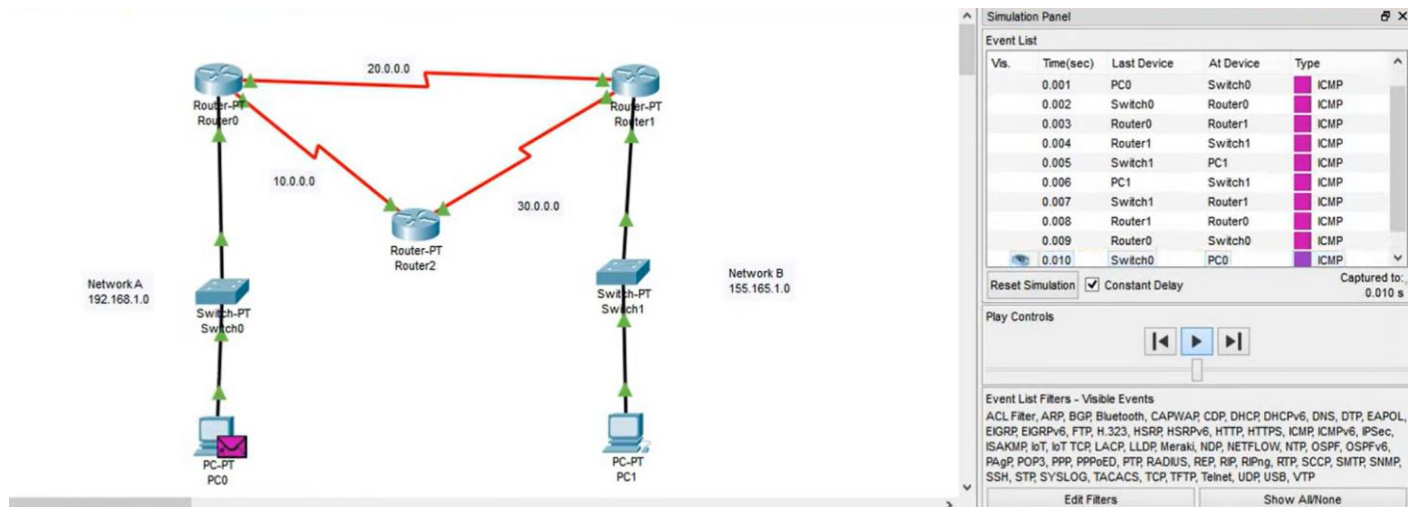 20.0.0.0
Router-PT
Router0
Router-PT
Router1
10.0.0.0
30.0.0.0
Router-PT
Router2
Network A
192.168.1.0
Switch-PT
Switch0
Network B
155.165.1.0
Switch-PT
Switch1
PC-PT
PC0
PC-PT
PC1
Simulation Panel
Event List
Vis. Time(sec) Last Device At Device Type
0.001 PC0 Switch0 ICMP
0.002 Switch0 Router0 ICMP
0.003 Router0 Router1 ICMP
0.004 Router1 Switch1 ICMP
0.005 Switch1 PC1 ICMP
0.006 PC1 Switch1 ICMP
0.007 Switch1 Router1 ICMP
0.008 Router1 Router0 ICMP
0.009 Router0 Switch0 ICMP
0.010 Switch0 PC0 ICMP
Reset Simulation Constant Delay Captured to:
0.010 s
Play Controls
Event List Filters - Visible Events
ACL Filter, ARP, BGP, Bluetooth, CAPWAP, CDP, DHCP, DHCPv6, DNS, DTP, EAPOL,
EIGRP, EIGRPv6, FTP, H.323, HSRP, HSRPv6, HTTP, HTTPS, ICMP, ICMPv6, IPSec,
ISAKMP, IoT, IoT TCP, LACP, LLDP, Meraki, NDP, NETFLOW, NTP, OSPF, OSPFv6,
PAgP, POP3, PPP, PPPoED, PTP, RADIUS, REP, RIP, RIPng, RTP, SCCP, SMTP, SNMP,
SSH, STP, SYSLOG, TACACS, TCP, TFTP, Telnet, UDP, USB, VTP
Edit Filters Show All/None